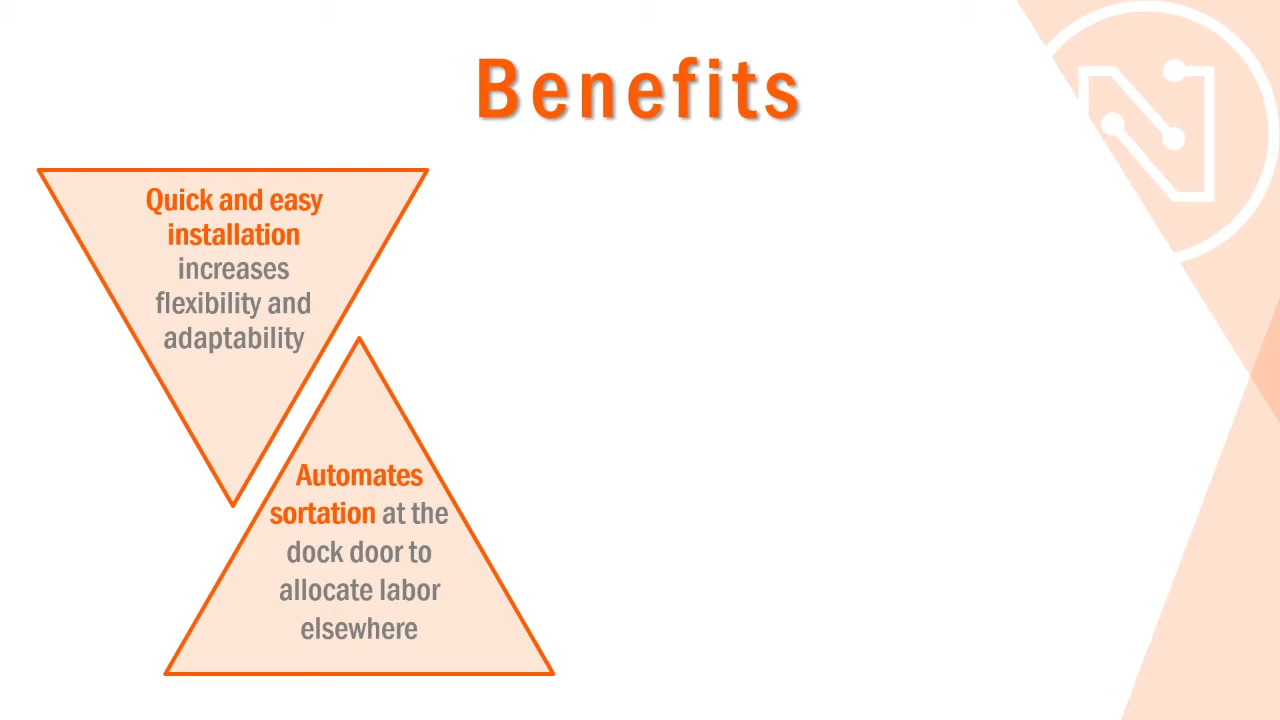 Benefits
Quick and easy
installation
increases
flexibility and
adaptability
Automates
sortation at the
dock door to
allocate labor
elsewhere